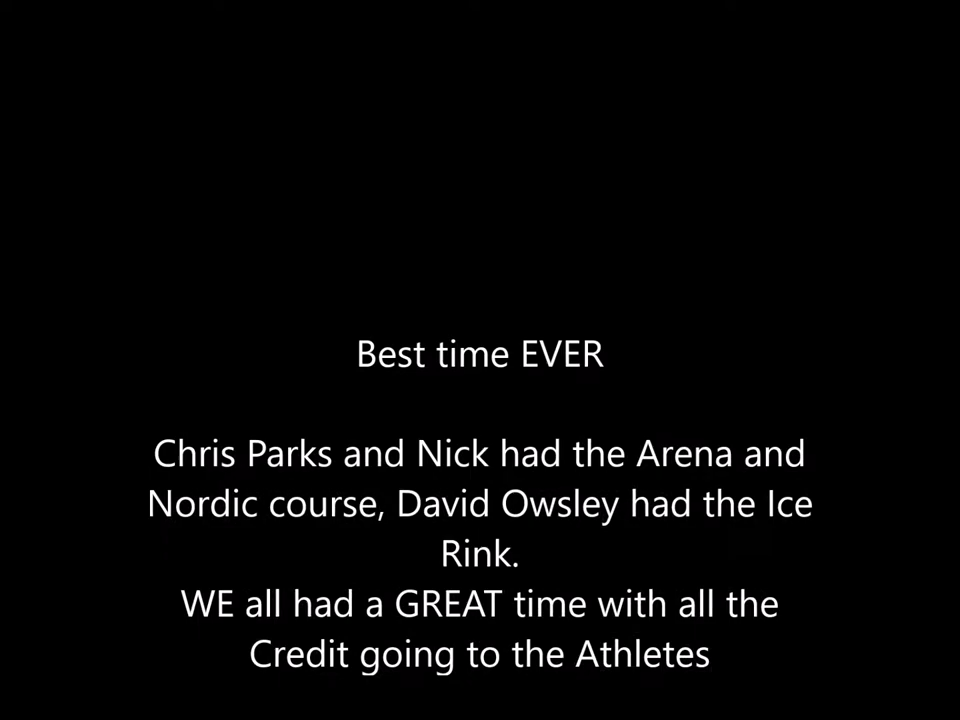 Best time EVER
Chris Parks and Nick had the Arena and
Nordic course, David Owsley had the Ice
Rink.
WE all had a GREAT time with all the
Credit going to the Athletes